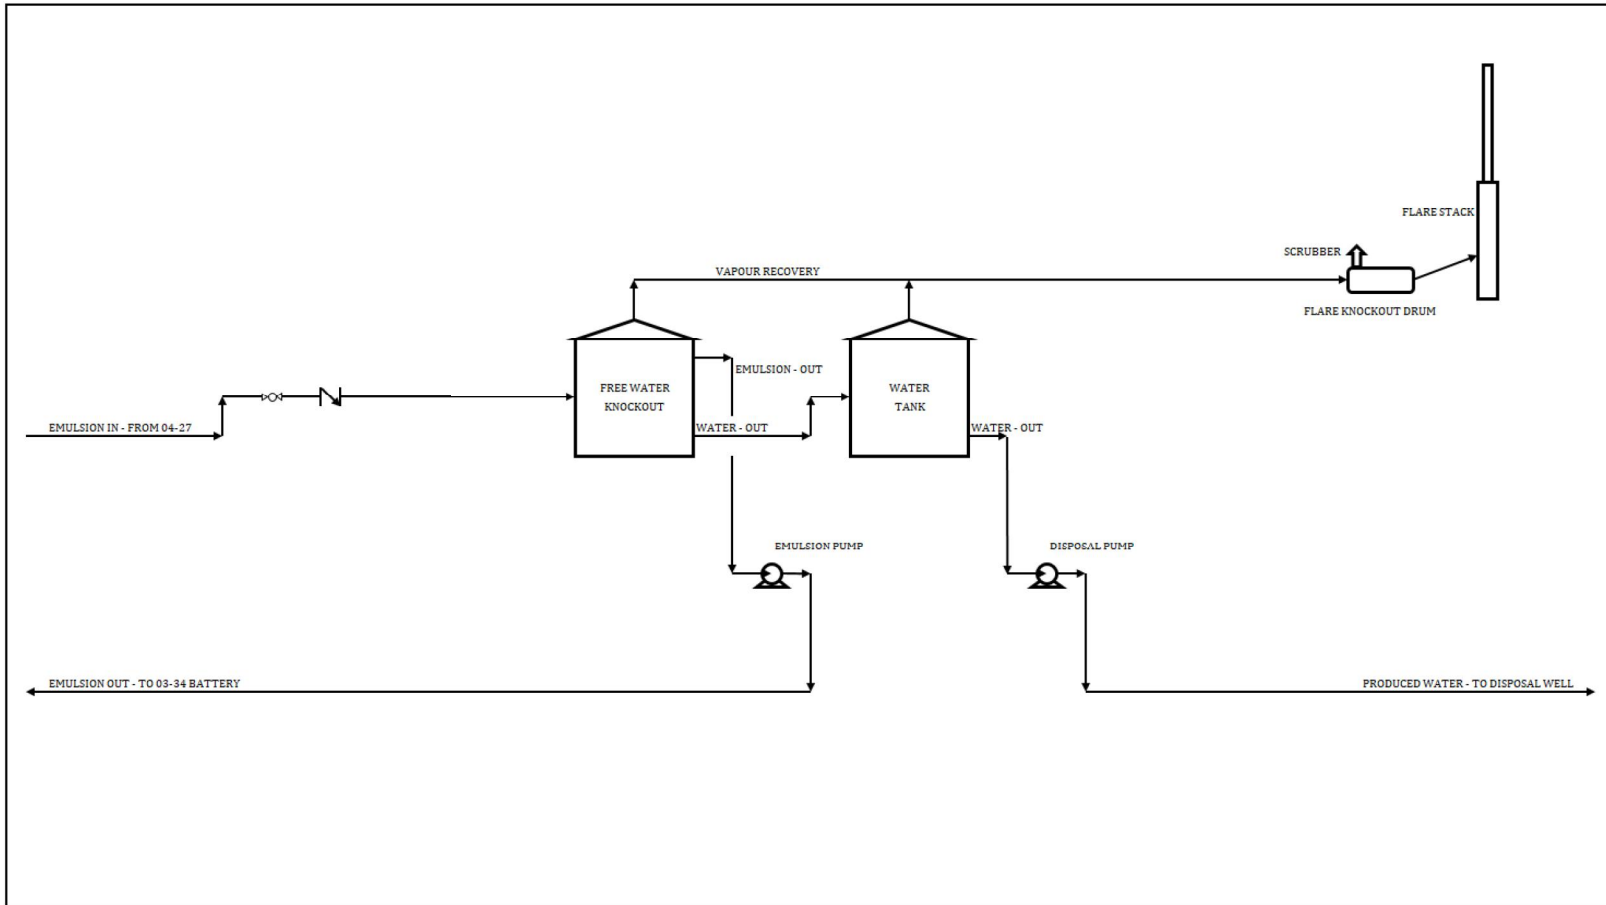 FLARE STACK
SCRUBBER
VAPOUR RECOVERY
FLARE KNOCKOUT DRUM
EMULSION - OUT
FREE WATER
KNOCKOUT
WATER
TANK
EMULSION IN - FROM 04-27
WATER - OUT
WATER - OUT
EMULSION PUMP
DISPOSAL PUMP
EMULSION OUT - TO 03-34 BATTERY
PRODUCED WATER - TO DISPOSAL WELL